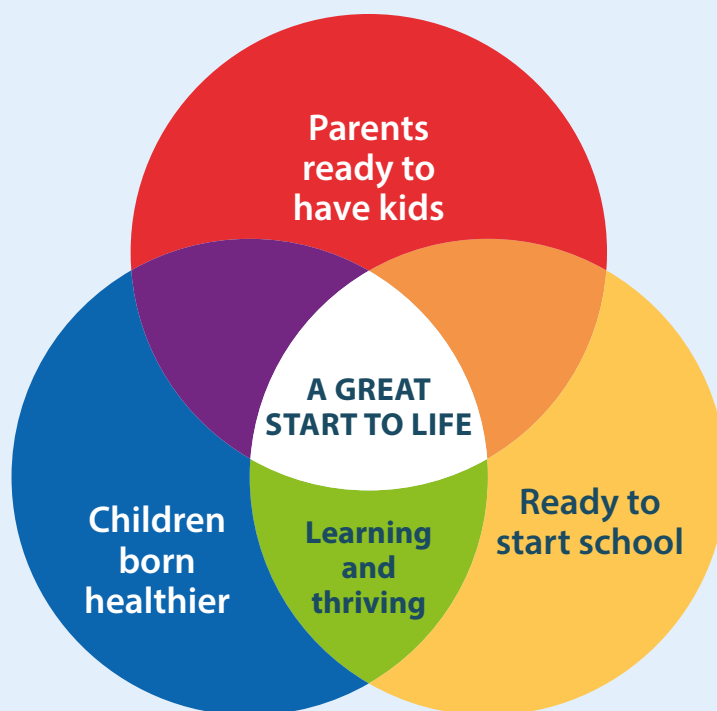 Parents
ready to
have kids
A GREAT
START TO LIFE
Children
born
healthier
Learning
and
thriving
Ready to
start school